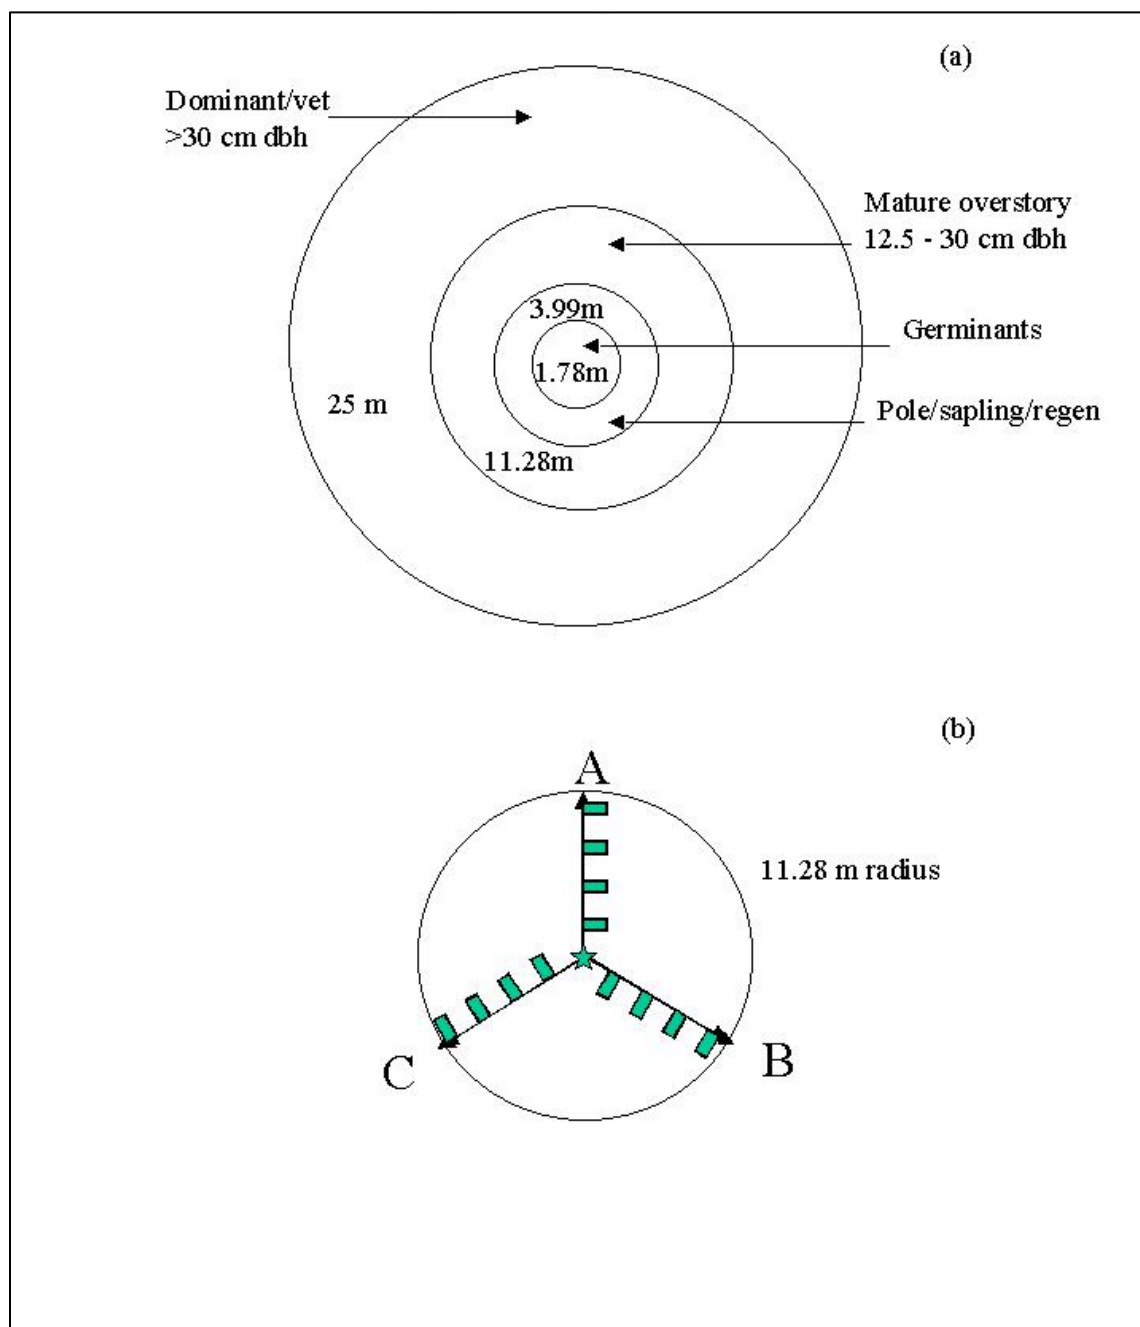 (a)
Dominant/vet
>30 cm dbh
Mature overstory
12.5 - 30 cm dbh
3.99m
Germinants
1.78m
25 m
Pole/sapling/regen
11.28m
(b)
A
11.28 m radius
C
B